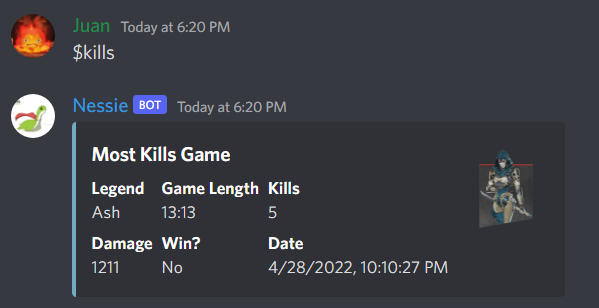 Juan Today at 6:20 PM
$kills
Nessie BOT Today at 6:20 PM
Most Kills Game
Legend Game Length Kills
Ash 13:13 5
Damage Win? Date
1211 No 4/28/2022, 10:10:27 PM